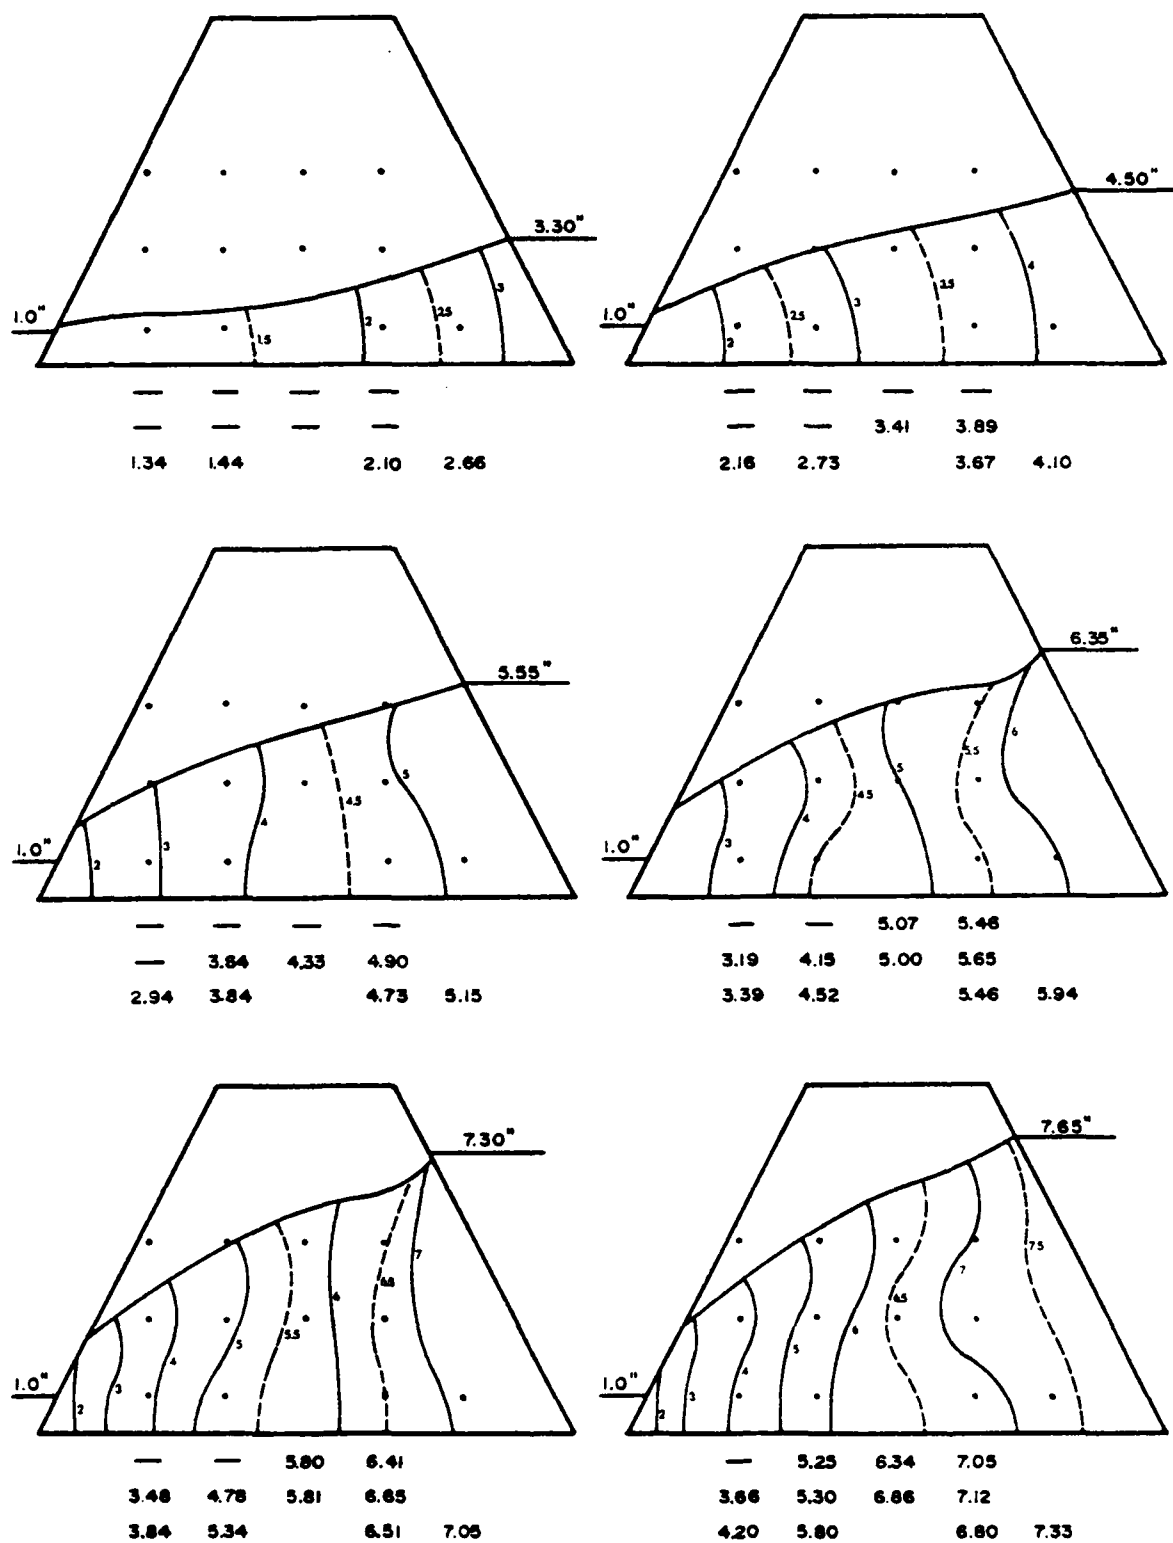 3.30"
1.0"
1.5
2
2.5
3
— — — —
— — — —
1.34 1.44 2.10 2.66
4.50"
1.0"
2
2.5
3
3.5
4
— — — —
— — 3.41 3.89
2.16 2.73 3.67 4.10
5.55"
1.0"
2
3
4
4.5
5
— — — —
— 3.84 4.33 4.90
2.94 3.84 4.73 5.15
6.35"
1.0"
3
4
4.5
5
5.5
6
— — 5.07 5.46
3.19 4.15 5.00 5.65
3.39 4.52 5.46 5.94
7.30"
1.0"
2
3
4
5
5.5
6
7
— — 5.80 6.41
3.48 4.78 5.81 6.65
3.84 5.34 6.51 7.05
7.65"
1.0"
2
3
4
5
6
6.5
7
7.5
— 5.25 6.34 7.05
3.66 5.30 6.86 7.12
4.20 5.80 6.80 7.33